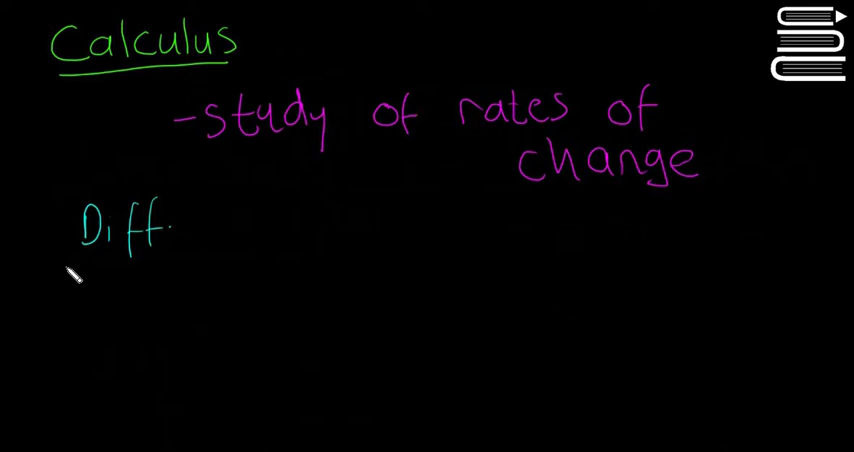 Calculus
- study of rates of
change
Diff.